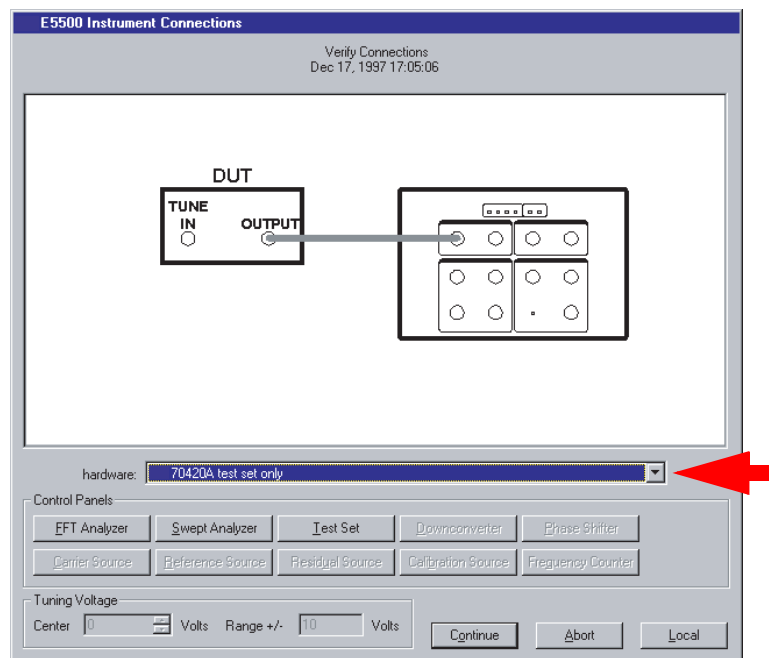 E5500 Instrument Connections
Verify Connections
Dec 17, 1997 17:05:06
DUT
TUNE
IN OUTPUT
hardware: 70420A test set only
Control Panels
FFT Analyzer Swept Analyzer Test Set Downconverter Phase Shifter
Carrier Source Reference Source Residual Source Calibration Source Frequency Counter
Tuning Voltage
Center 0 Volts Range +/- 10 Volts Continue Abort Local